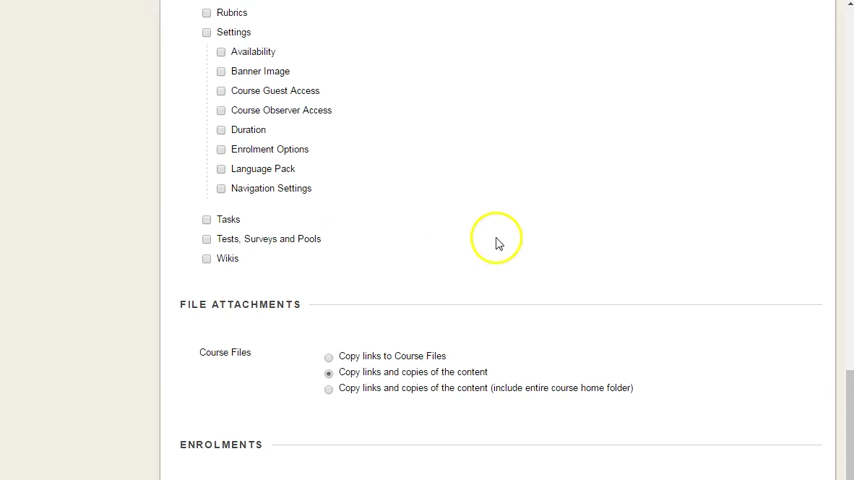 Rubrics
Settings
Availability
Banner Image
Course Guest Access
Course Observer Access
Duration
Enrolment Options
Language Pack
Navigation Settings
Tasks
Tests, Surveys and Pools
Wikis
FILE ATTACHMENTS
Course Files
Copy links to Course Files
Copy links and copies of the content
Copy links and copies of the content (include entire course home folder)
ENROLMENTS